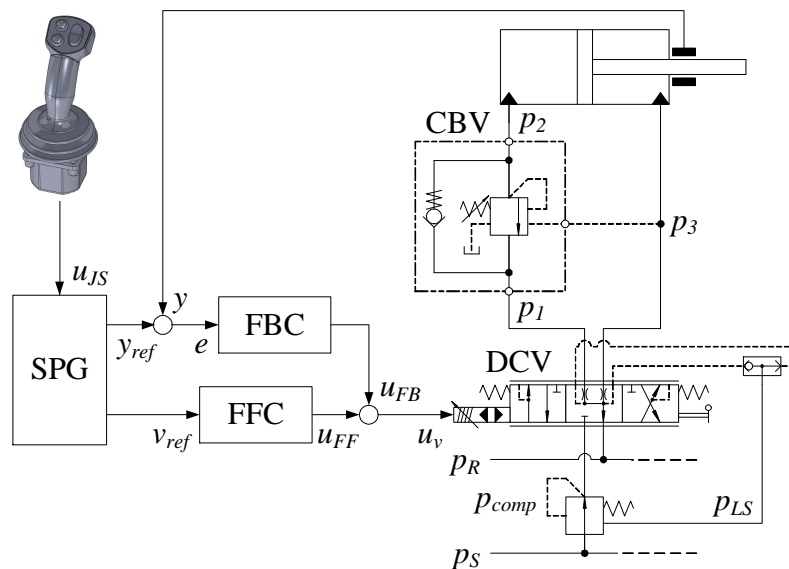 CBV
p2
p3
uJS
p1
SPG
y
yref
e
FBC
DCV
uFB
vref
FFC
uFF
uv
pR
pcomp
pLS
pS